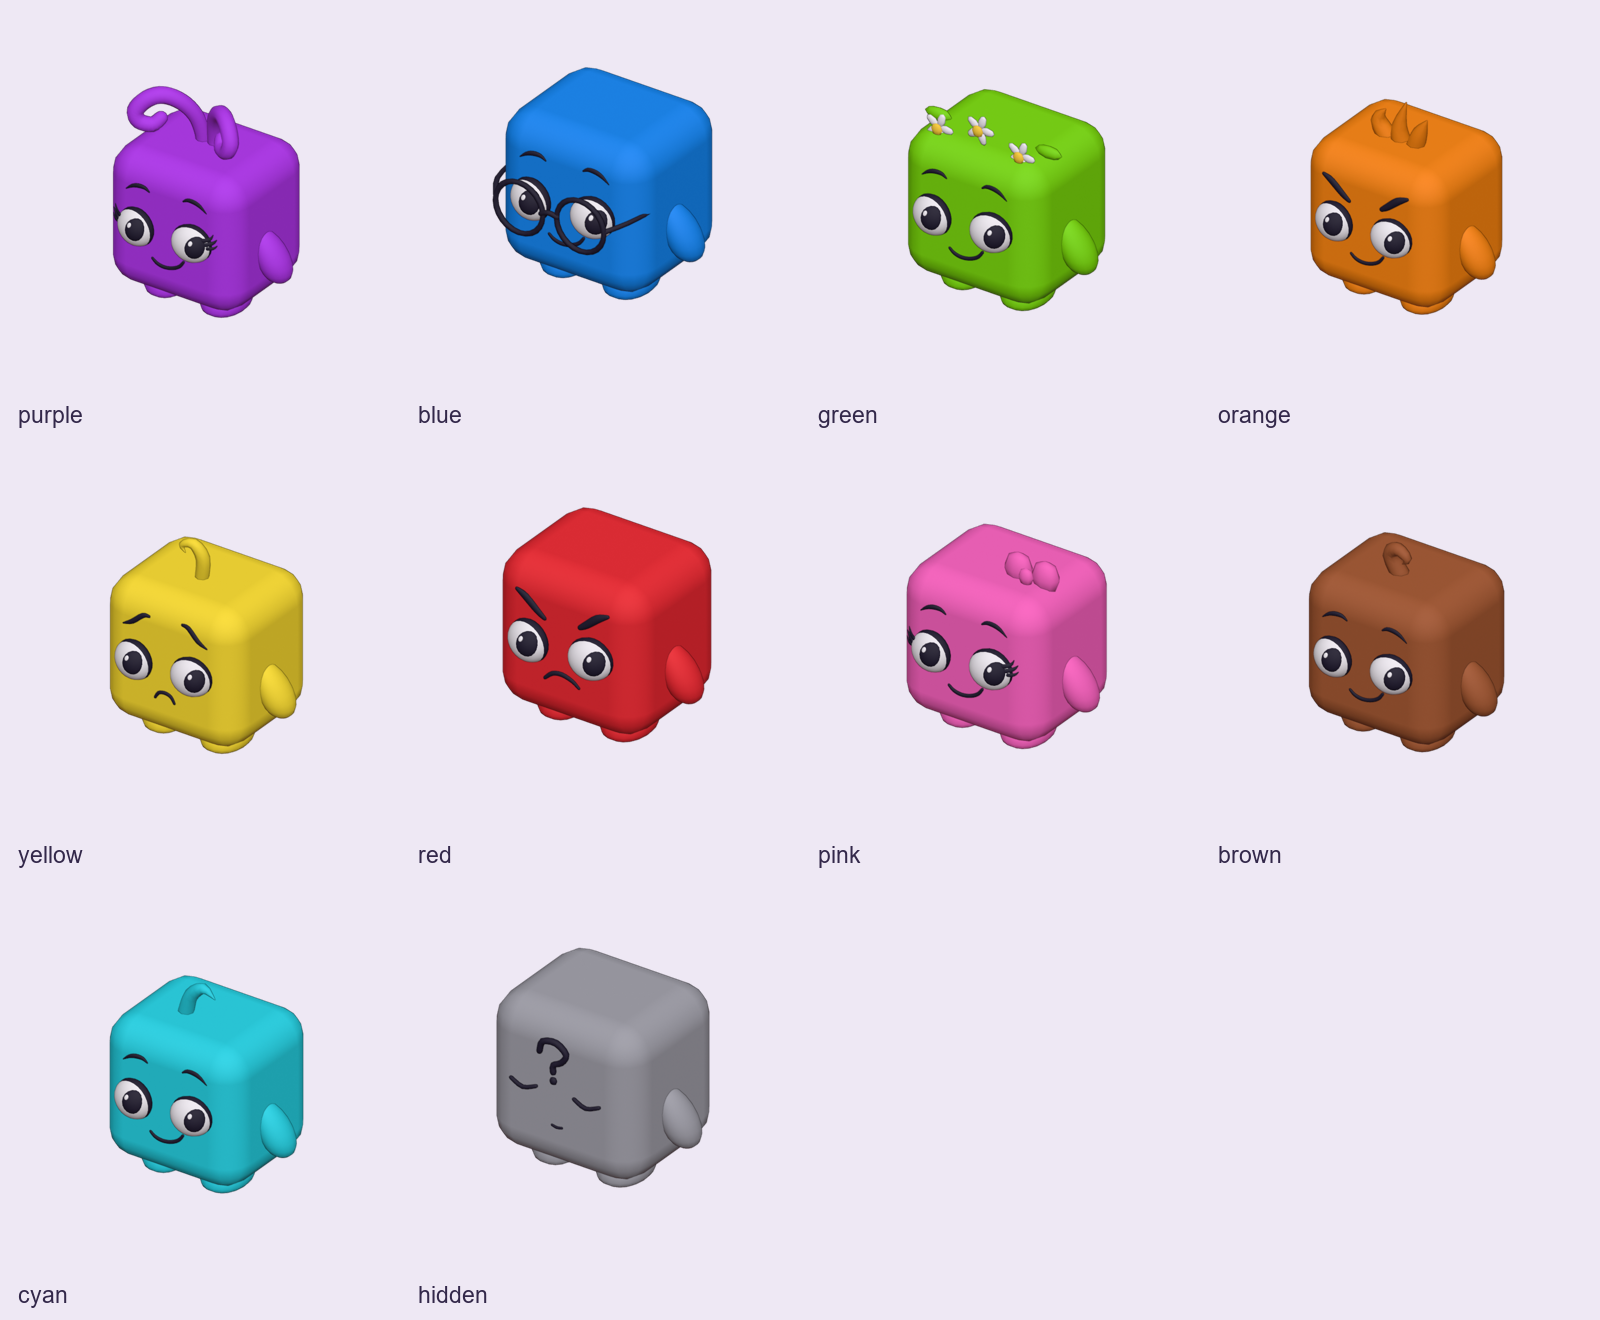 purple
blue
green
orange
yellow
red
pink
brown
?
cyan
hidden